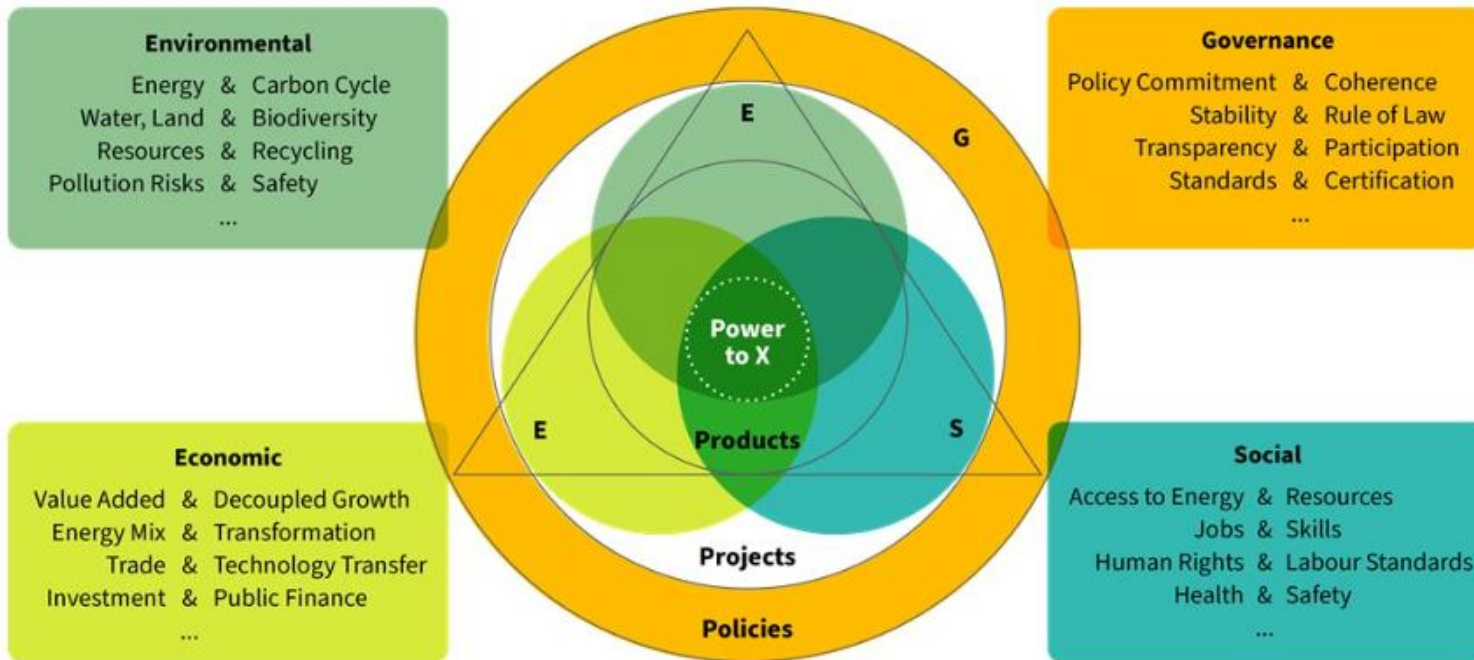 Environmental
Energy & Carbon Cycle
Water, Land & Biodiversity
Resources & Recycling
Pollution Risks & Safety
...
Governance
Policy Commitment & Coherence
Stability & Rule of Law
Transparency & Participation
Standards & Certification
...
E
G
Power
to X
E
S
Products
Projects
Policies
Economic
Value Added & Decoupled Growth
Energy Mix & Transformation
Trade & Technology Transfer
Investment & Public Finance
...
Social
Access to Energy & Resources
Jobs & Skills
Human Rights & Labour Standards
Health & Safety
...